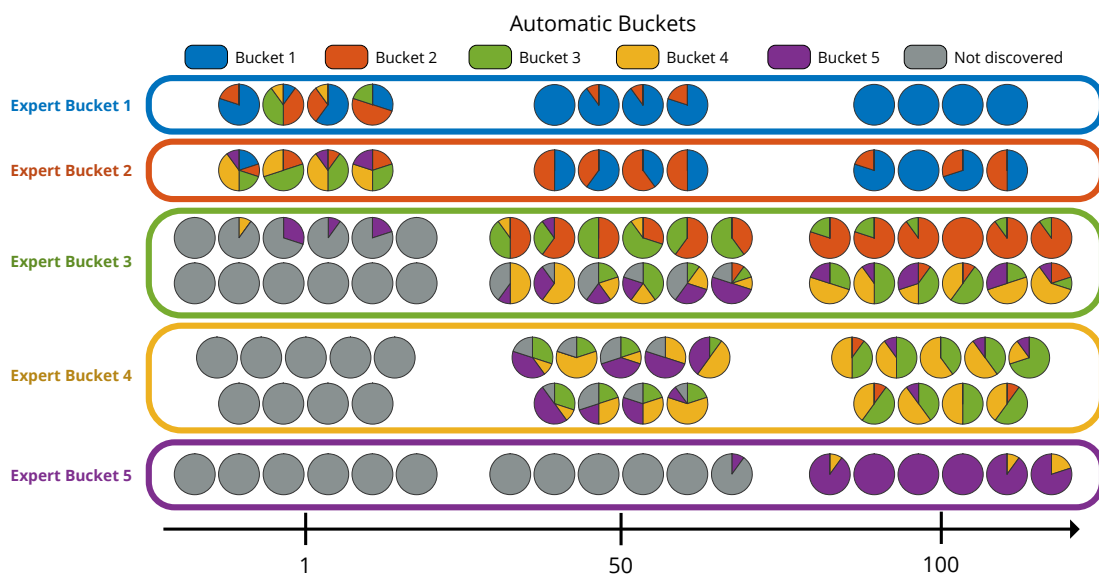 Automatic Buckets
Bucket 1 Bucket 2 Bucket 3 Bucket 4 Bucket 5 Not discovered
Expert Bucket 1
Expert Bucket 2
Expert Bucket 3
Expert Bucket 4
Expert Bucket 5
1 50 100